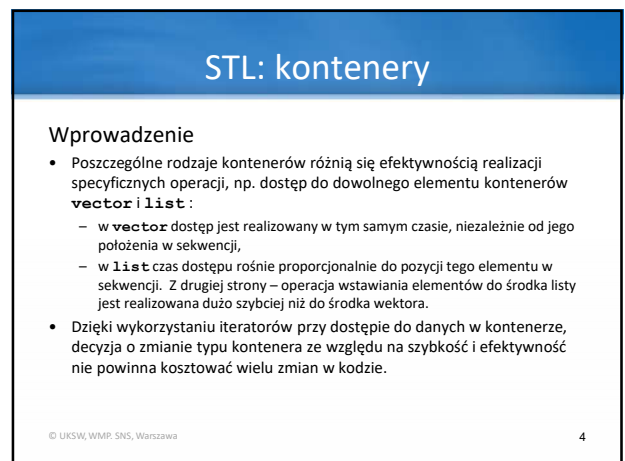 STL: kontenery
Wprowadzenie
• Poszczególne rodzaje kontenerów różnią się efektywnością realizacji
specyficznych operacji, np. dostęp do dowolnego elementu kontenerów
vector i list :
– w vector dostęp jest realizowany w tym samym czasie, niezależnie od jego
położenia w sekwencji,
– w list czas dostępu rośnie proporcjonalnie do pozycji tego elementu w
sekwencji. Z drugiej strony – operacja wstawiania elementów do środka listy
jest realizowana dużo szybciej niż do środka wektora.
• Dzięki wykorzystaniu iteratorów przy dostępie do danych w kontenerze,
decyzja o zmianie typu kontenera ze względu na szybkość i efektywność
nie powinna kosztować wielu zmian w kodzie.
© UKSW, WMP. SNS, Warszawa
4